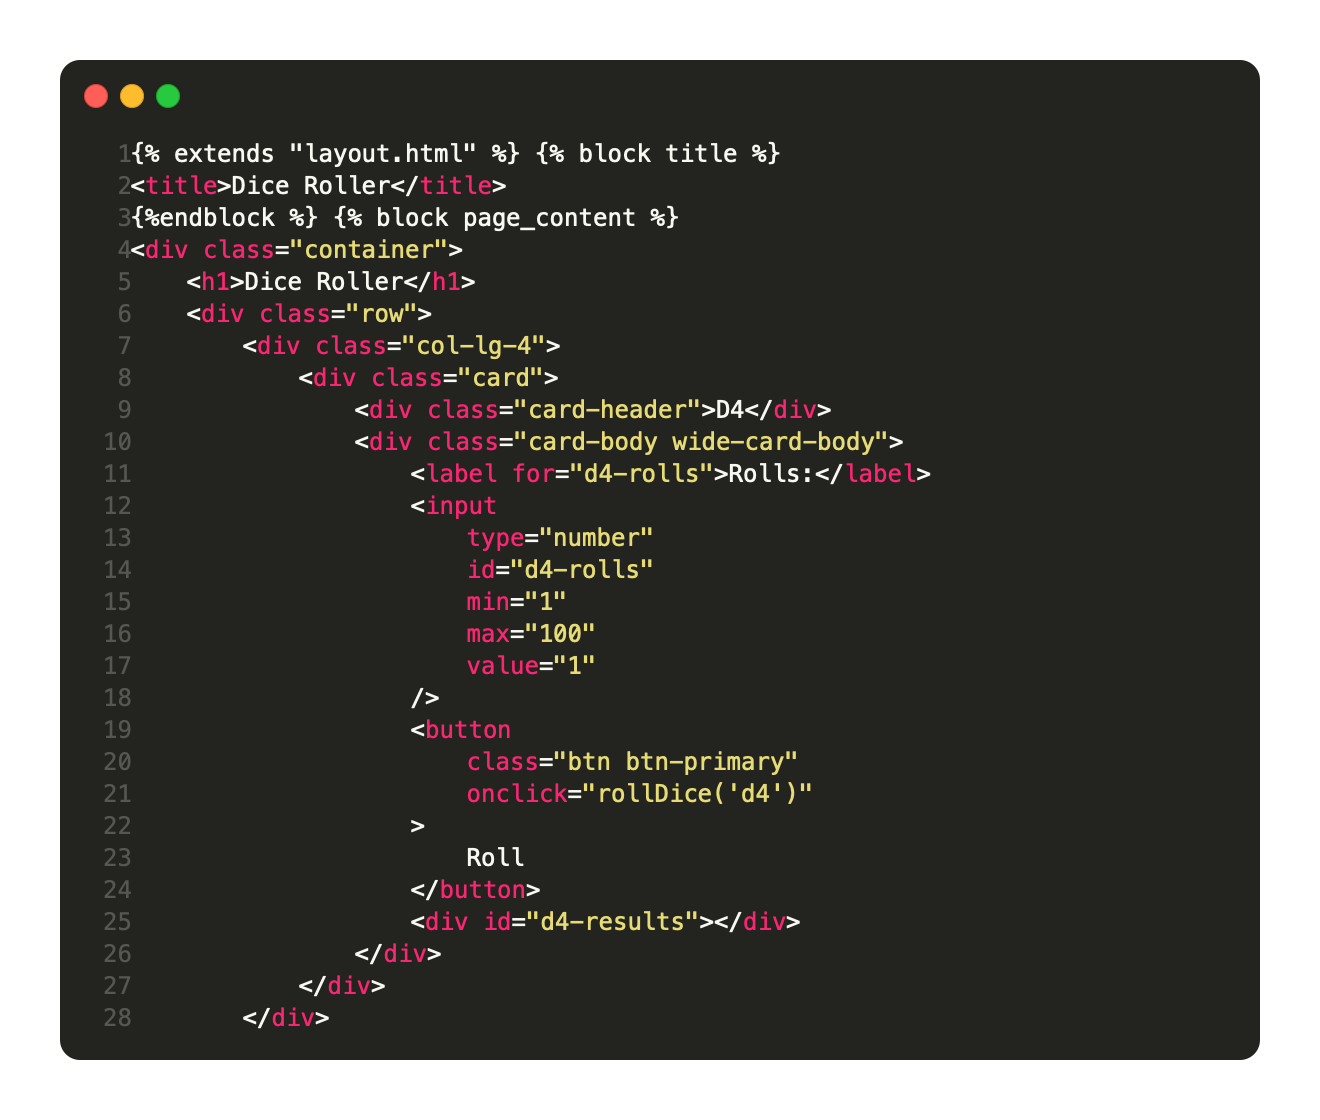 1{% extends "layout.html" %} {% block title %}
2<title>Dice Roller</title>
3{%endblock %} {% block page_content %}
4<div class="container">
5    <h1>Dice Roller</h1>
6    <div class="row">
7        <div class="col-lg-4">
8            <div class="card">
9                <div class="card-header">D4</div>
10                <div class="card-body wide-card-body">
11                    <label for="d4-rolls">Rolls:</label>
12                    <input
13                        type="number"
14                        id="d4-rolls"
15                        min="1"
16                        max="100"
17                        value="1"
18                    />
19                    <button
20                        class="btn btn-primary"
21                        onclick="rollDice('d4')"
22                    >
23                        Roll
24                    </button>
25                    <div id="d4-results"></div>
26                </div>
27            </div>
28        </div>